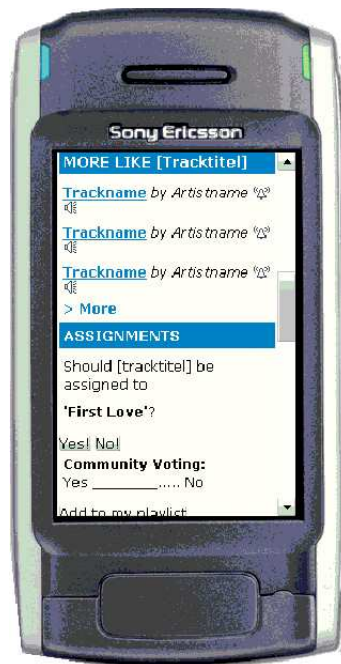 Sony Ericsson
MORE LIKE [Tracktitel]
Trackname by Artistname
Trackname by Artistname
Trackname by Artistname
> More
ASSIGNMENTS
Should [tracktitel] be
assigned to
'First Love'?
Yes! No!
Community Voting:
Yes _________..... No
Add to my playlist